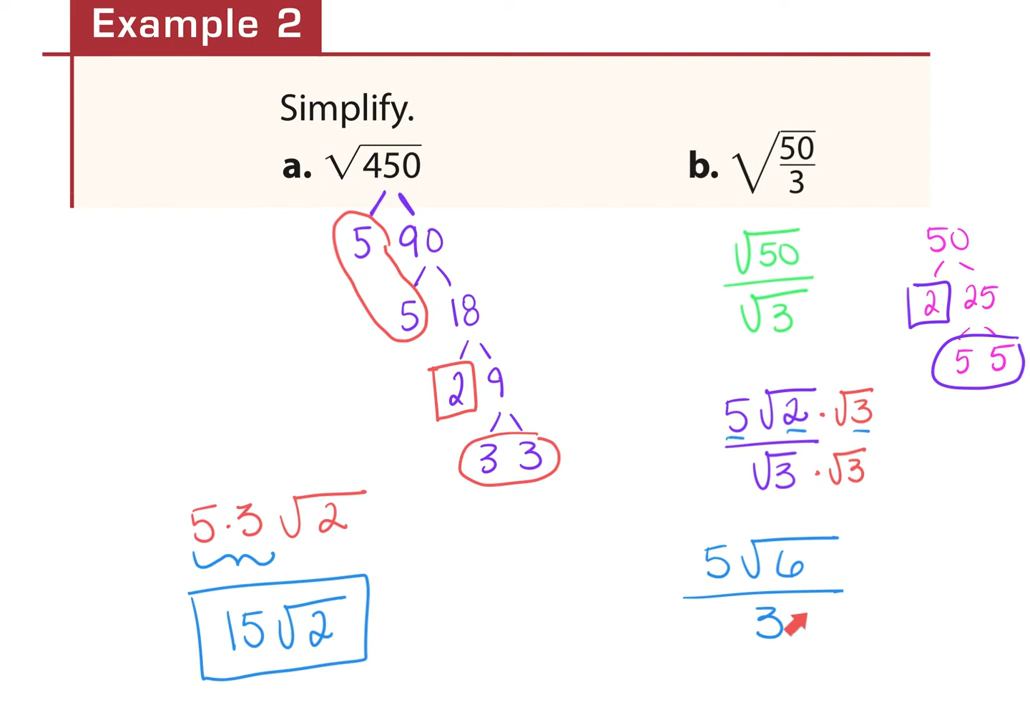 Example 2
Simplify.
a. √450
5 90
5 18
2 9
3 3
5·3√2
15√2
b. √(50/3)
√50
√3
50
2 25
5 5
5√2 · √3
√3 · √3
5√6
3